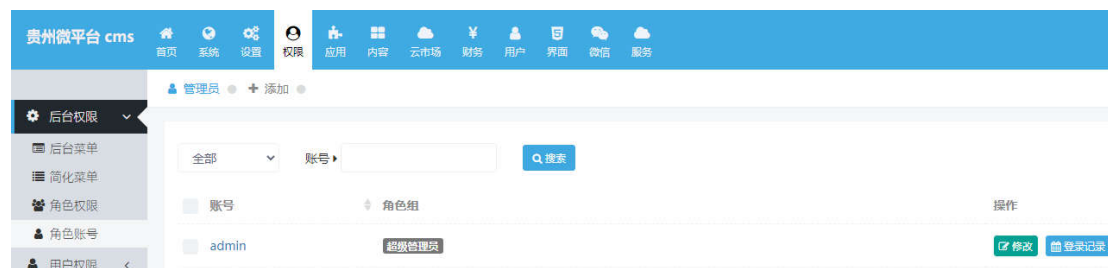 贵州微平台 cms
首页 系统 设置 权限 应用 内容 云市场 财务 用户 界面 微信 服务
管理员 添加
后台权限
后台菜单
简化菜单
角色权限
角色账号
用户权限
全部 账号 搜索
账号 角色组 操作
admin 超级管理员 修改 登录记录